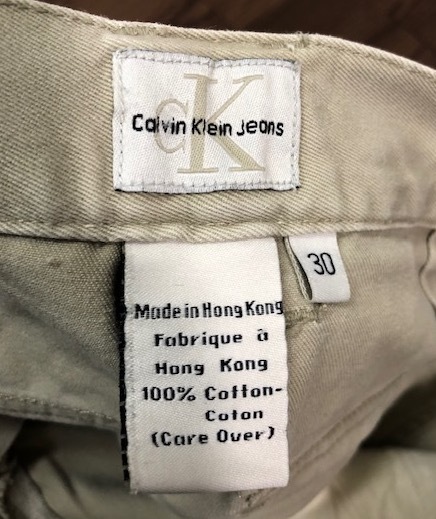 CK
Calvin Klein Jeans
30
Made in Hong Kong
Fabrique à
Hong Kong
100% Cotton-
Coton
(Care Over)